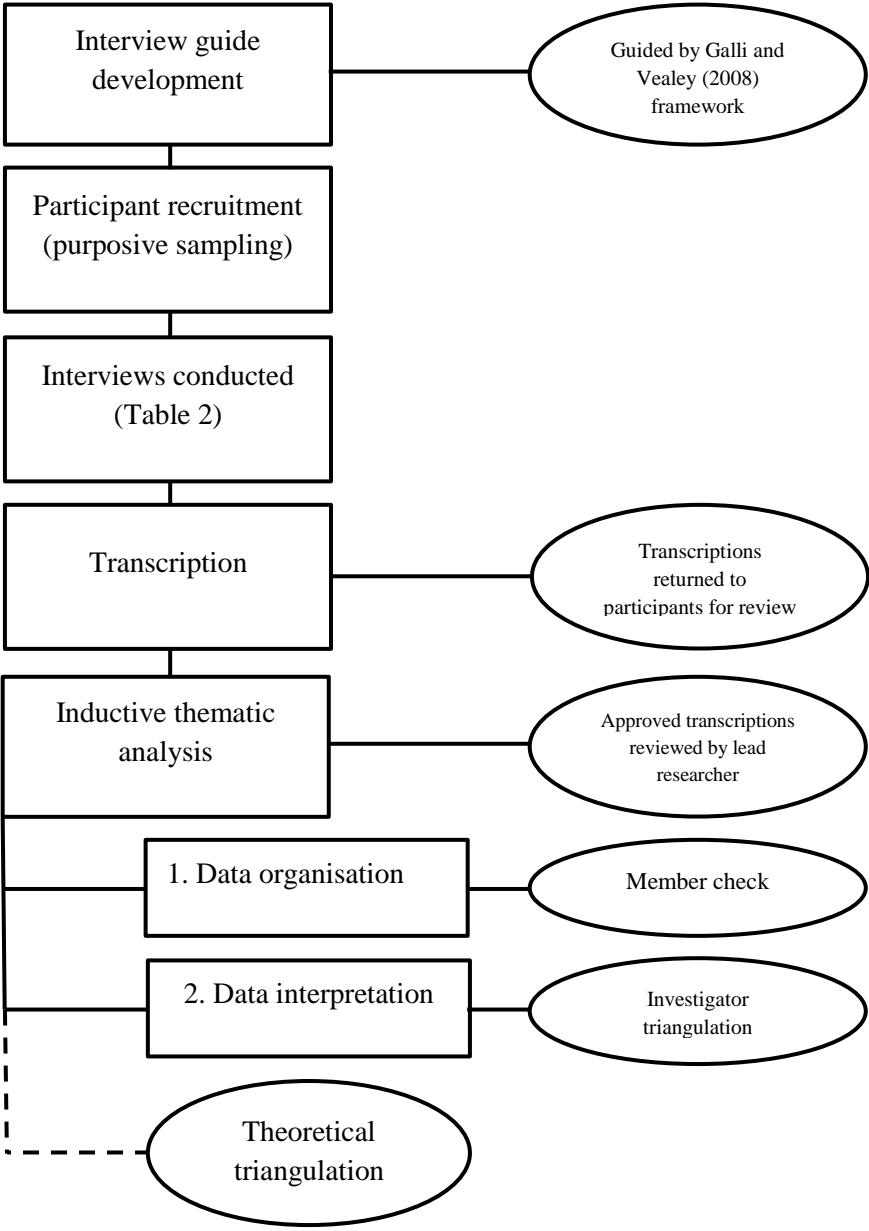 Interview guide
development
Guided by Galli and
Vealey (2008)
framework
Participant recruitment
(purposive sampling)
Interviews conducted
(Table 2)
Transcription
Transcriptions
returned to
participants for review
Inductive thematic
analysis
Approved transcriptions
reviewed by lead
researcher
1. Data organisation
Member check
2. Data interpretation
Investigator
triangulation
Theoretical
triangulation